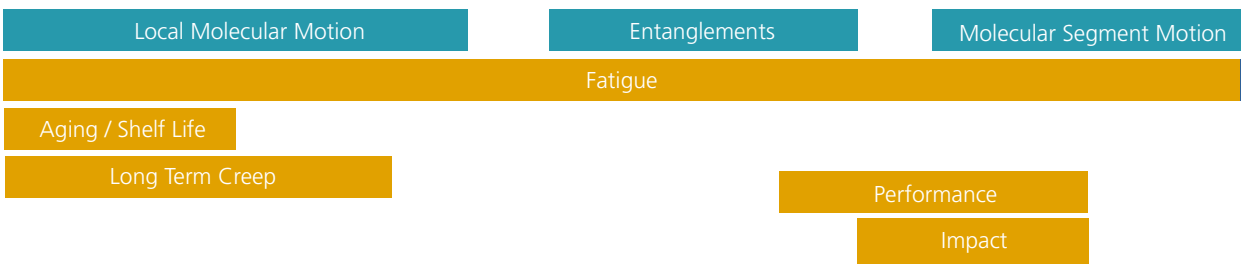 Local Molecular Motion
Entanglements
Molecular Segment Motion
Fatigue
Aging / Shelf Life
Long Term Creep
Performance
Impact